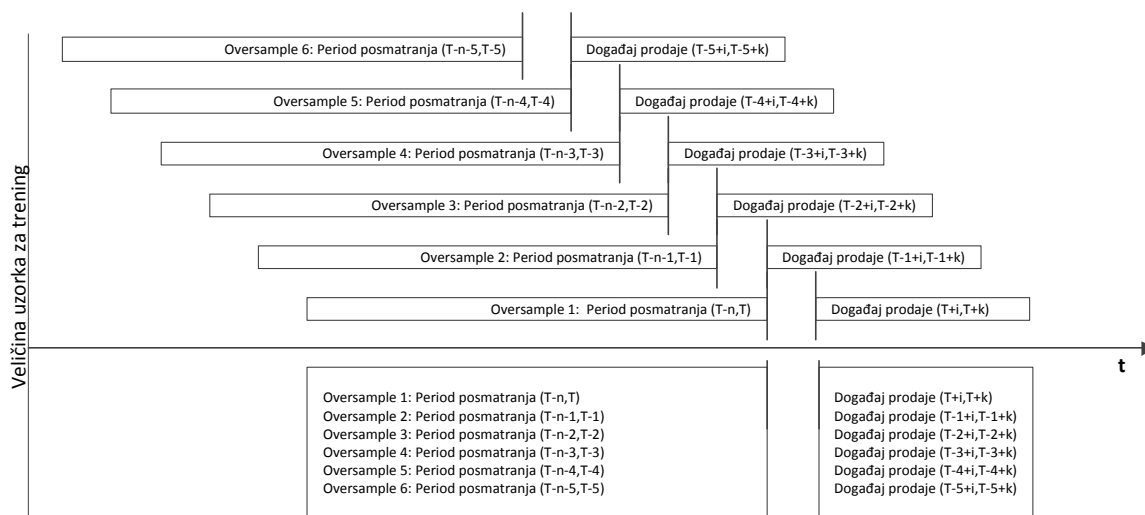 Oversample 6: Period posmatranja (T-n-5,T-5)
Događaj prodaje (T-5+i,T-5+k)
Oversample 5: Period posmatranja (T-n-4,T-4)
Događaj prodaje (T-4+i,T-4+k)
Oversample 4: Period posmatranja (T-n-3,T-3)
Događaj prodaje (T-3+i,T-3+k)
Oversample 3: Period posmatranja (T-n-2,T-2)
Događaj prodaje (T-2+i,T-2+k)
Oversample 2: Period posmatranja (T-n-1,T-1)
Događaj prodaje (T-1+i,T-1+k)
Oversample 1:  Period posmatranja (T-n,T)
Događaj prodaje (T+i,T+k)
Veličina uzorka za trening
t
Oversample 1: Period posmatranja (T-n,T)
Oversample 2: Period posmatranja (T-n-1,T-1)
Oversample 3: Period posmatranja (T-n-2,T-2)
Oversample 4: Period posmatranja (T-n-3,T-3)
Oversample 5: Period posmatranja (T-n-4,T-4)
Oversample 6: Period posmatranja (T-n-5,T-5)
Događaj prodaje (T+i,T+k)
Događaj prodaje (T-1+i,T-1+k)
Događaj prodaje (T-2+i,T-2+k)
Događaj prodaje (T-3+i,T-3+k)
Događaj prodaje (T-4+i,T-4+k)
Događaj prodaje (T-5+i,T-5+k)